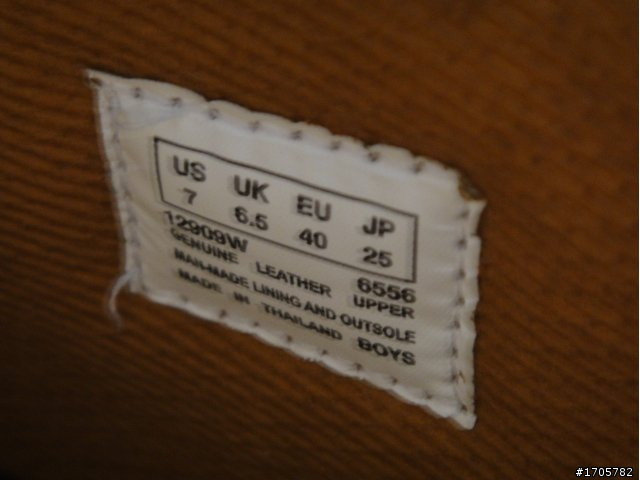 US UK EU JP
7 6.5 40 25
12909W 6556
GENUINE LEATHER UPPER
MAN-MADE LINING AND OUTSOLE
MADE IN THAILAND BOYS
#1705782